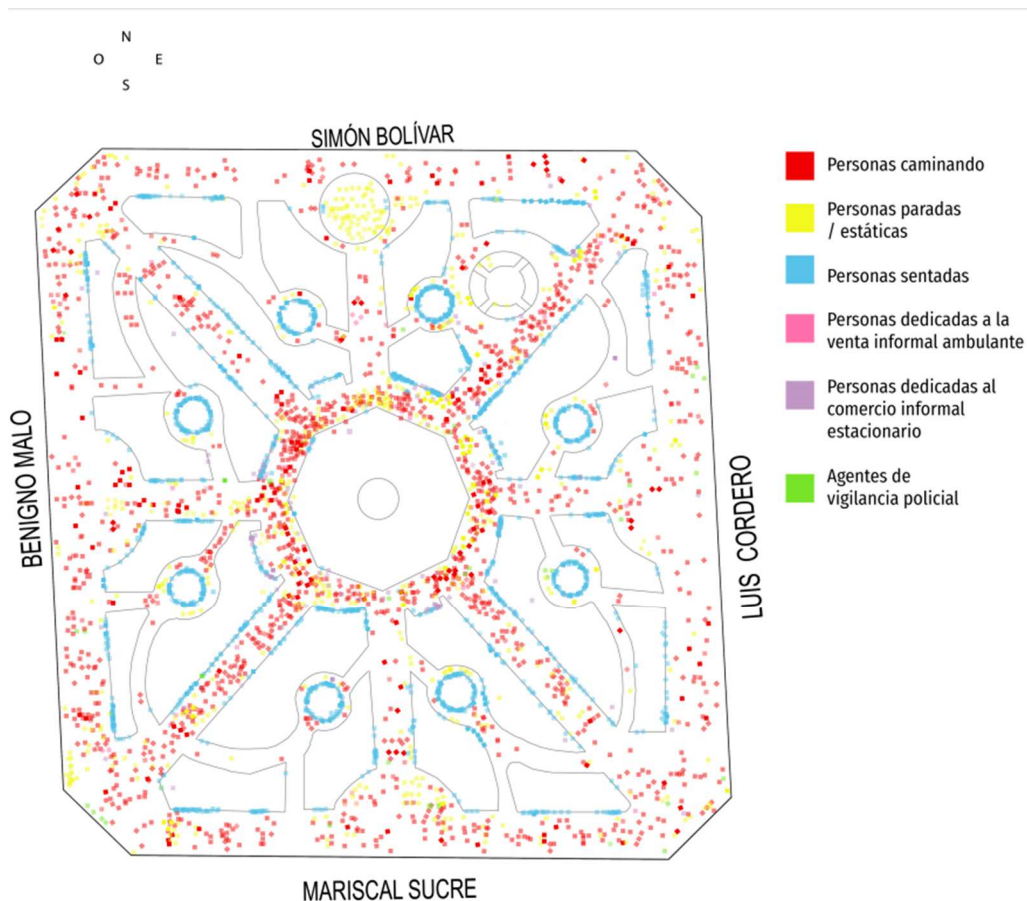 N
O E
S
SIMÓN BOLÍVAR
BENIGNO MALO
LUIS CORDERO
MARISCAL SUCRE
Personas caminando
Personas paradas
/ estáticas
Personas sentadas
Personas dedicadas a la
venta informal ambulante
Personas dedicadas al
comercio informal
estacionario
Agentes de
vigilancia policial